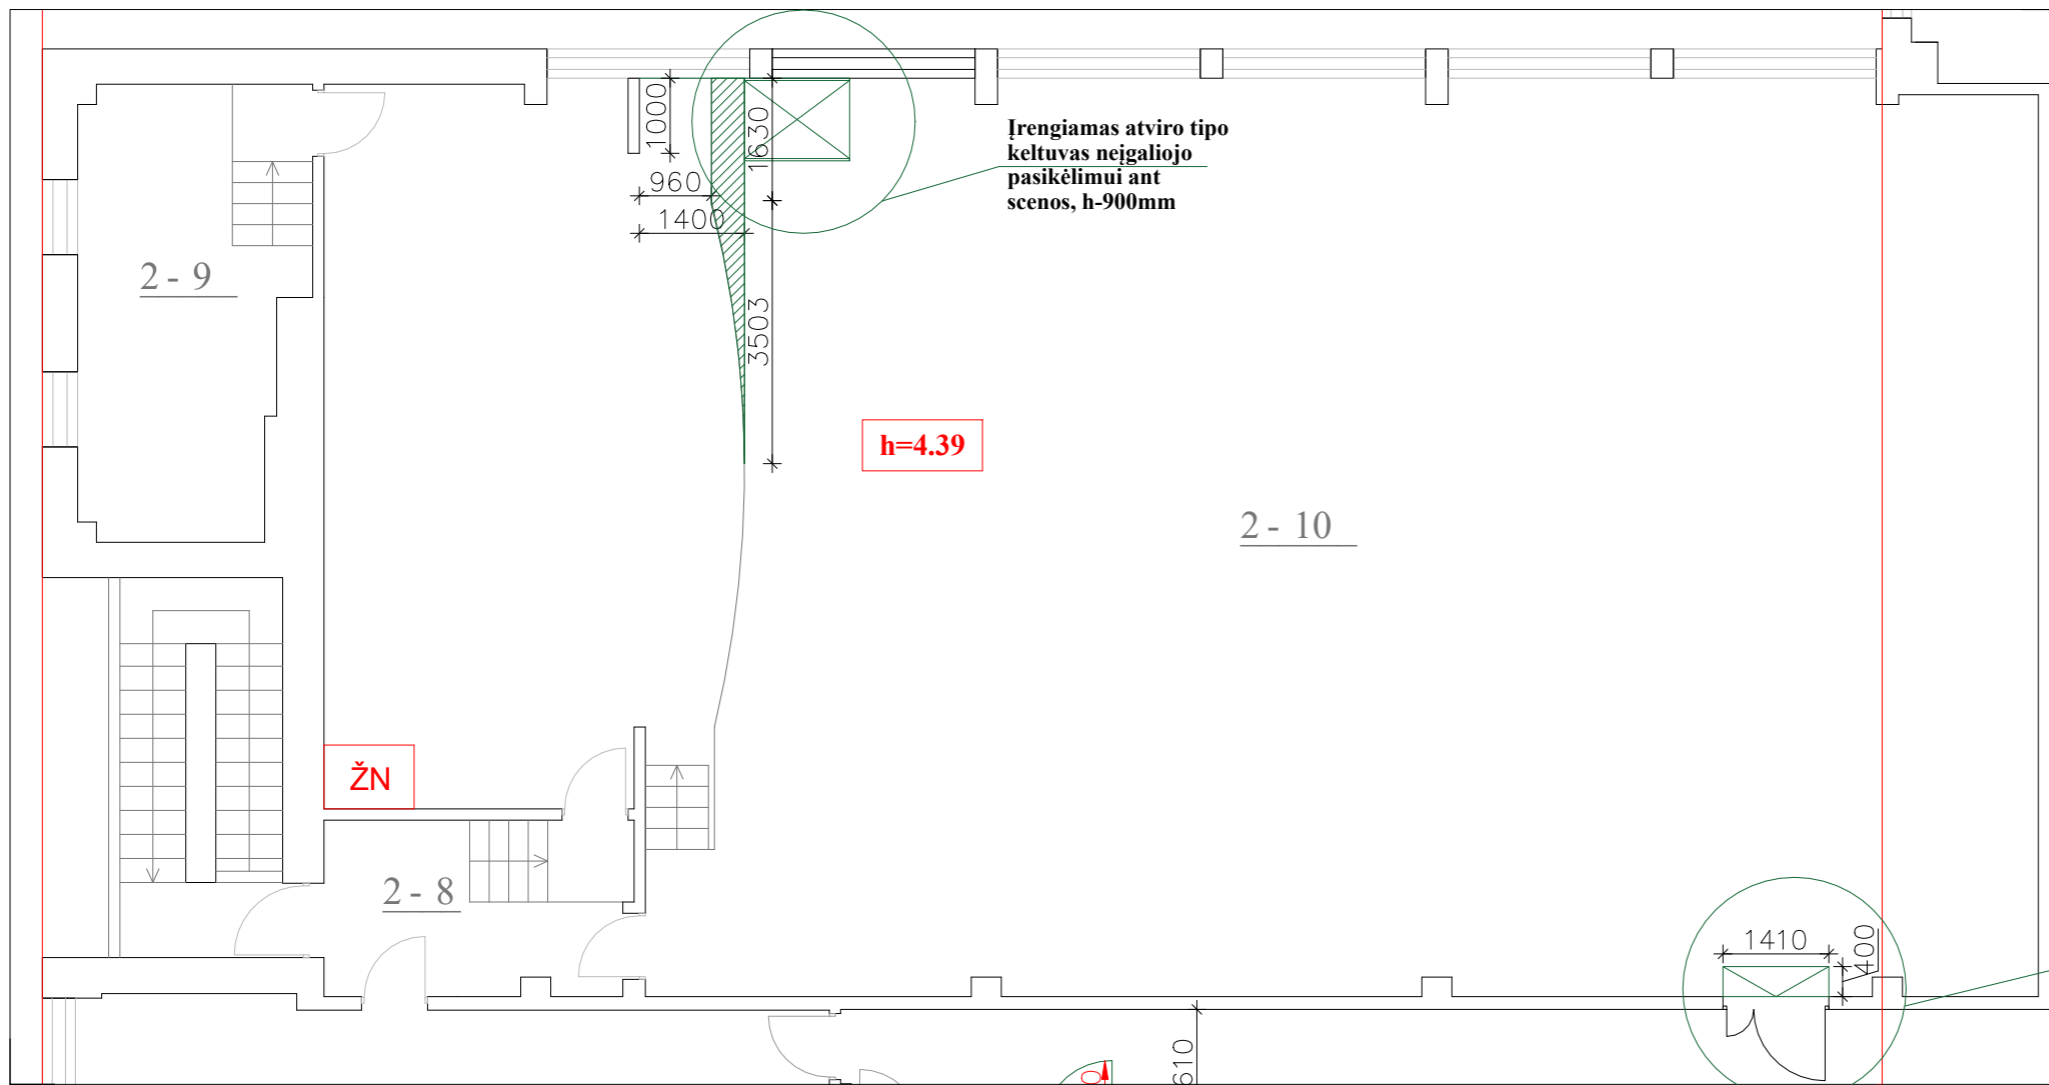 1000
1630
960
1400
3503
Įrengiamas atviro tipo
keltuvas neįgaliojo
pasikėlimui ant
scenos, h-900mm
2 - 9
h=4.39
2 - 10
ŽN
2 - 8
1410
400
610
0